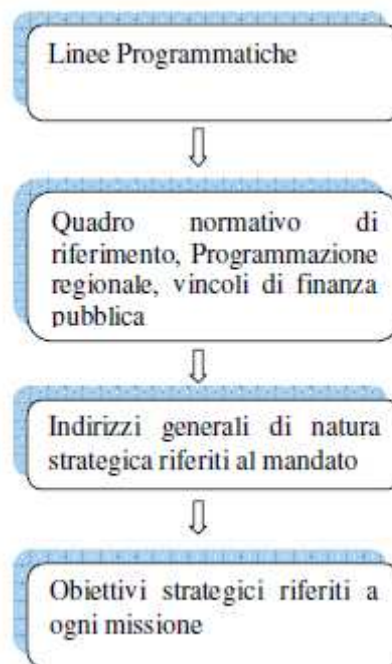 Linee Programmatiche
Quadro normativo di
riferimento, Programmazione
regionale, vincoli di finanza
pubblica
Indirizzi generali di natura
strategica riferiti al mandato
Obiettivi strategici riferiti a
ogni missione